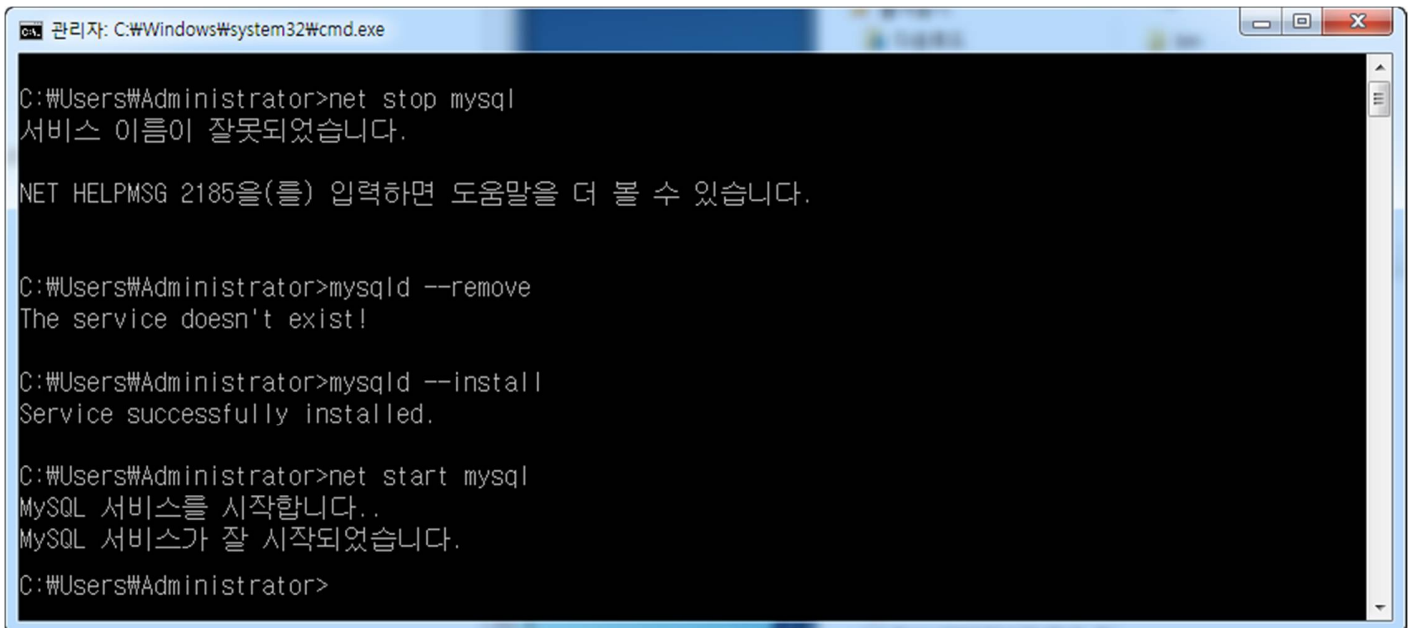 관리자: C:₩Windows₩system32₩cmd.exe
C:₩Users₩Administrator>net stop mysql
서비스 이름이 잘못되었습니다.
NET HELPMSG 2185을(를) 입력하면 도움말을 더 볼 수 있습니다.
C:₩Users₩Administrator>mysqld --remove
The service doesn't exist!
C:₩Users₩Administrator>mysqld --install
Service successfully installed.
C:₩Users₩Administrator>net start mysql
MySQL 서비스를 시작합니다..
MySQL 서비스가 잘 시작되었습니다.
C:₩Users₩Administrator>